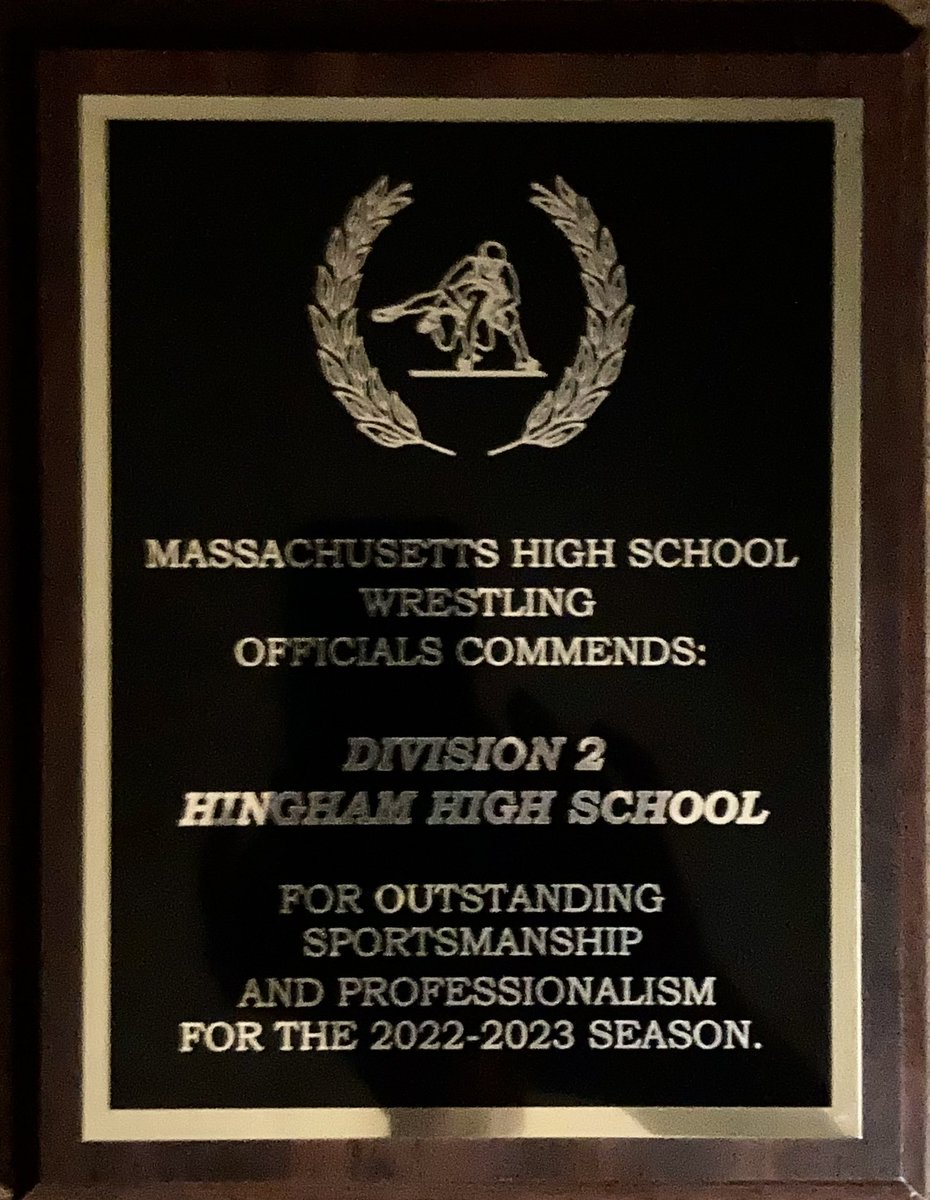 MASSACHUSETTS HIGH SCHOOL
WRESTLING
OFFICIALS COMMENDS:
DIVISION 2
HINGHAM HIGH SCHOOL
FOR OUTSTANDING
SPORTSMANSHIP
AND PROFESSIONALISM
FOR THE 2022-2023 SEASON.